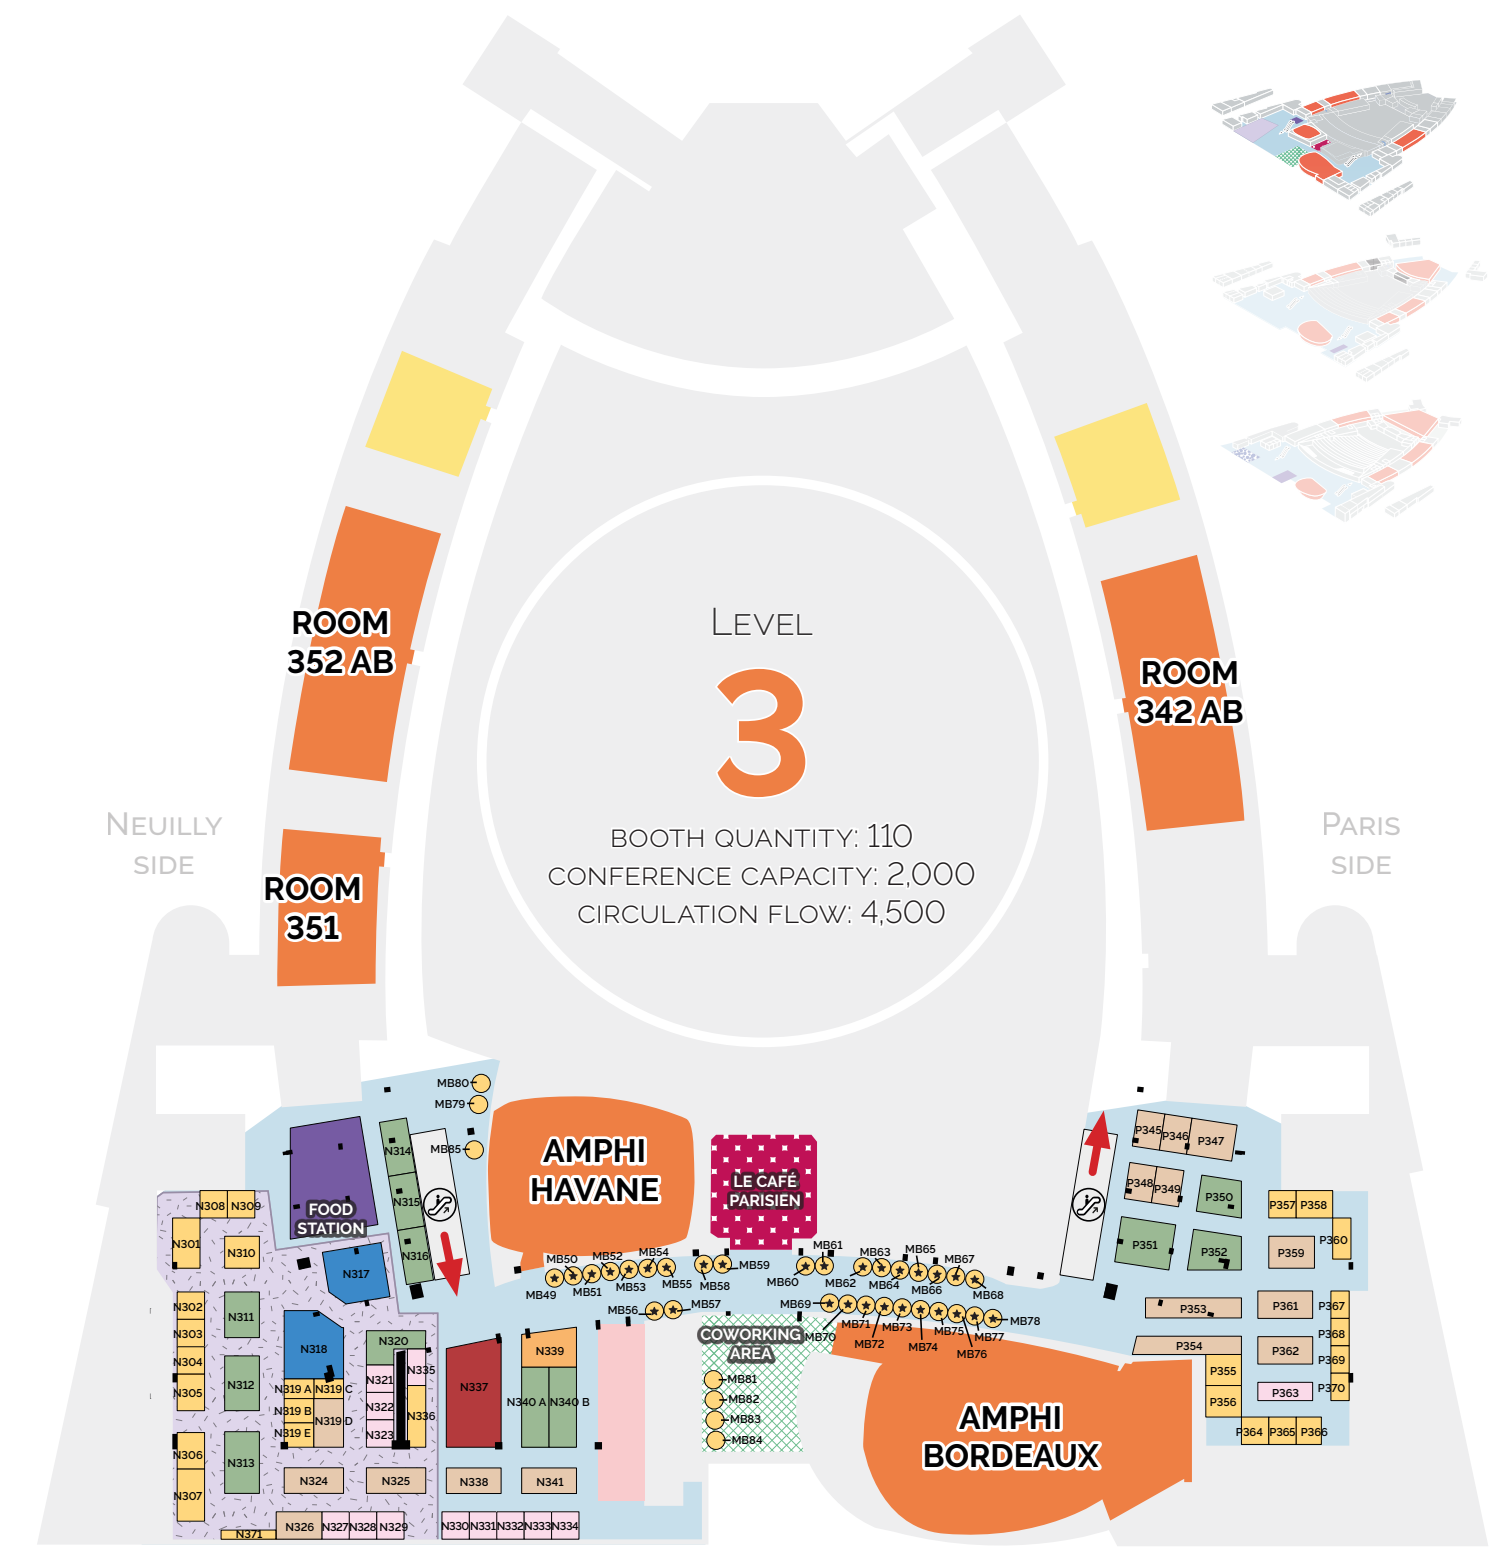 ROOM
352 AB
LEVEL
3
ROOM
342 AB
NEUILLY
SIDE
BOOTH QUANTITY: 110
CONFERENCE CAPACITY: 2,000
CIRCULATION FLOW: 4,500
PARIS
SIDE
ROOM
351
MB80
MB79
MB85
AMPHI
HAVANE
LE CAFÉ
PARISIEN
FOOD
STATION
N314
N315
N316
N308
N309
N301
N310
N317
N302
N303
N304
N305
N306
N307
N311
N312
N313
N318
N319 A
N319 C
N319 B
N319 D
N319 E
N320
N321
N322
N323
N335
N336
N324
N325
N371
N326
N327
N328
N329
N337
N338
N339
N340 A
N340 B
N341
N330
N331
N332
N333
N334
MB49
MB50
MB51
MB52
MB53
MB54
MB55
MB56
MB57
MB58
MB59
MB60
MB61
MB62
MB63
MB64
MB65
MB66
MB67
MB68
MB69
MB70
MB71
MB72
MB73
MB74
MB75
MB76
MB77
MB78
COWORKING
AREA
MB81
MB82
MB83
MB84
AMPHI
BORDEAUX
P345
P346
P347
P348
P349
P350
P351
P352
P357
P358
P359
P360
P353
P354
P355
P356
P361
P362
P363
P367
P368
P369
P370
P364
P365
P366